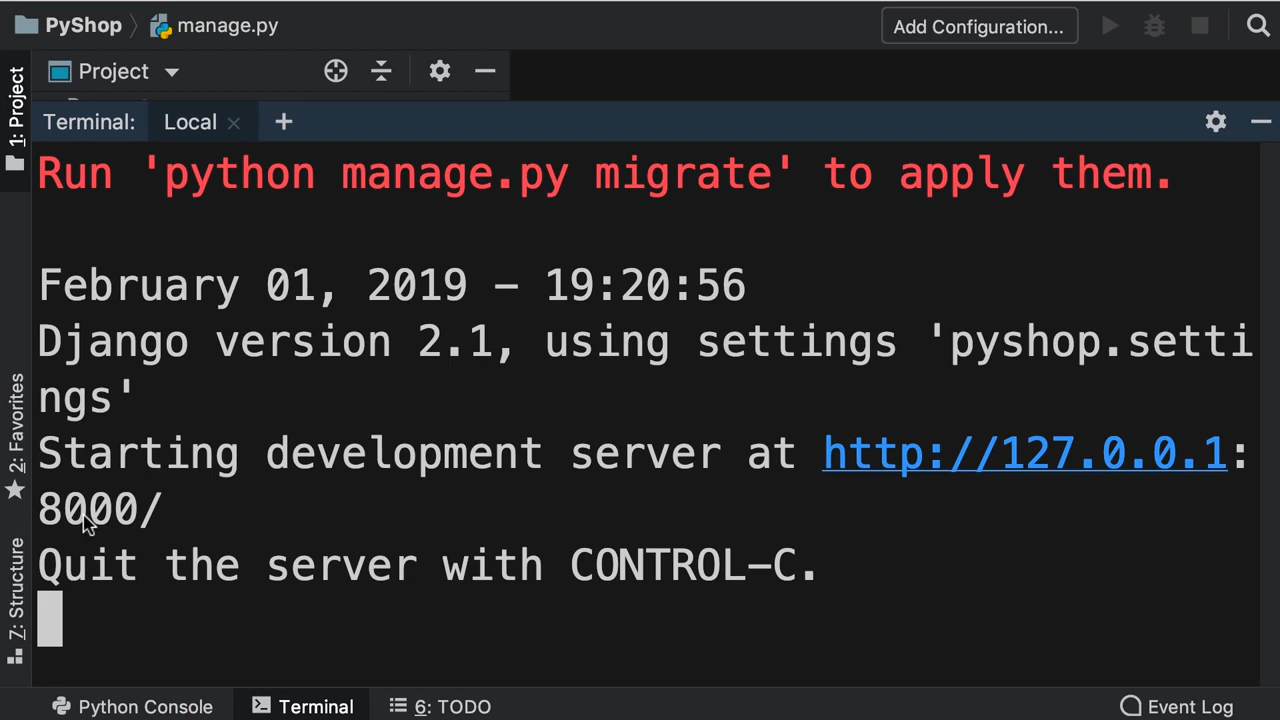 PyShop manage.py Add Configuration...
1: Project
Project
Terminal: Local × +
Run 'python manage.py migrate' to apply them.
February 01, 2019 - 19:20:56
Django version 2.1, using settings 'pyshop.setti
ngs'
Starting development server at http://127.0.0.1:
8000/
Quit the server with CONTROL-C.
2: Favorites
7: Structure
Python Console Terminal 6: TODO Event Log